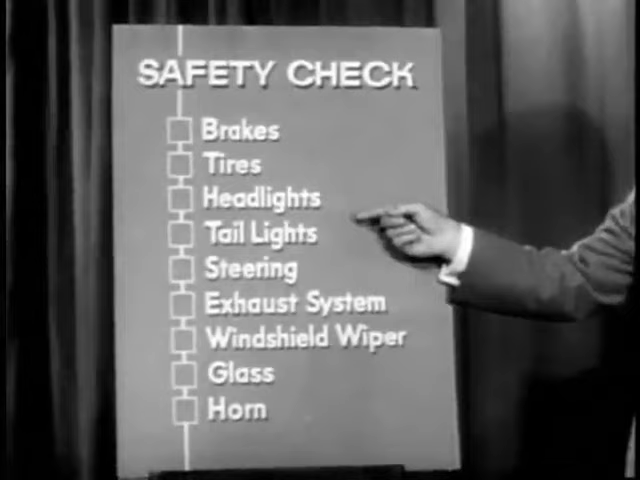 SAFETY CHECK
Brakes
Tires
Headlights
Tail Lights
Steering
Exhaust System
Windshield Wiper
Glass
Horn